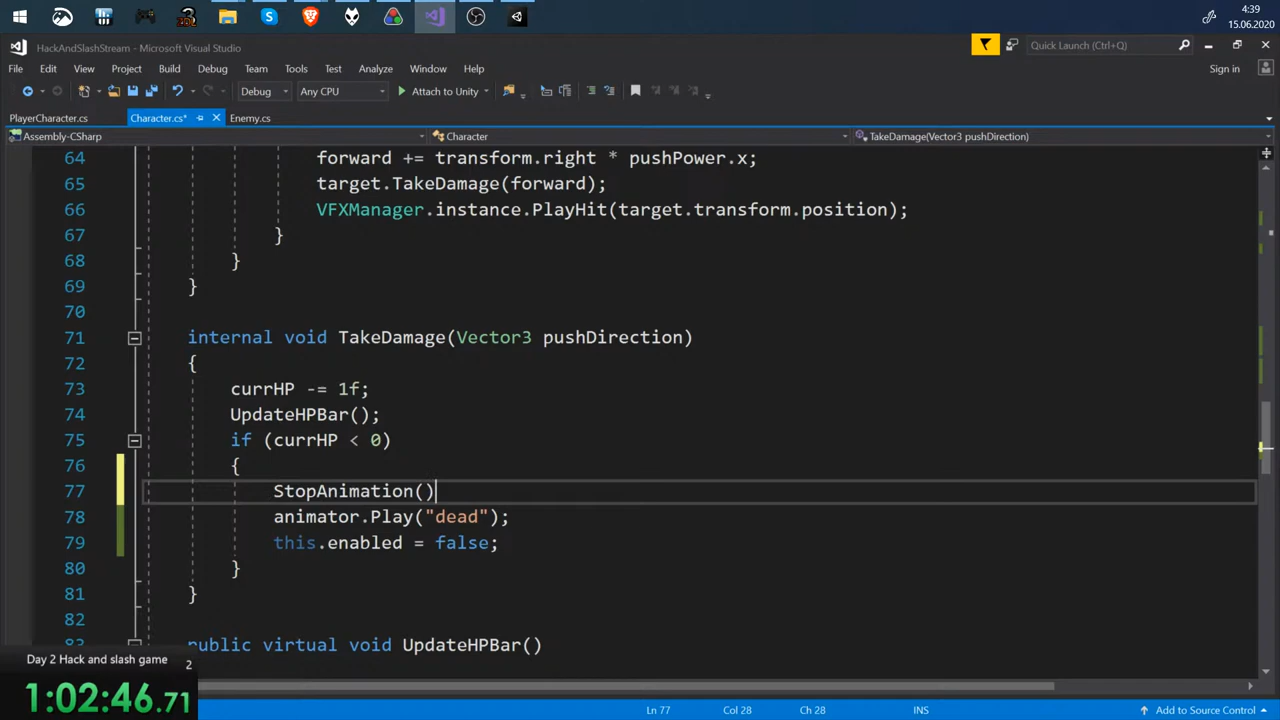 4:39
15.06.2020
HackAndSlashStream - Microsoft Visual Studio
Quick Launch (Ctrl+Q)
File Edit View Project Build Debug Team Tools Test Analyze Window Help
Sign in
Debug Any CPU Attach to Unity
PlayerCharacter.cs Character.cs* Enemy.cs
Assembly-CSharp Character TakeDamage(Vector3 pushDirection)
64 forward += transform.right * pushPower.x;
65 target.TakeDamage(forward);
66 VFXManager.instance.PlayHit(target.transform.position);
67 }
68 }
69 }
70
71 internal void TakeDamage(Vector3 pushDirection)
72 {
73 currHP -= 1f;
74 UpdateHPBar();
75 if (currHP < 0)
76 {
77 StopAnimation()
78 animator.Play("dead");
79 this.enabled = false;
80 }
81 }
82
83 public virtual void UpdateHPBar()
Day 2 Hack and slash game 2
1:02:46.71
Ln 77 Col 28 Ch 28 INS Add to Source Control